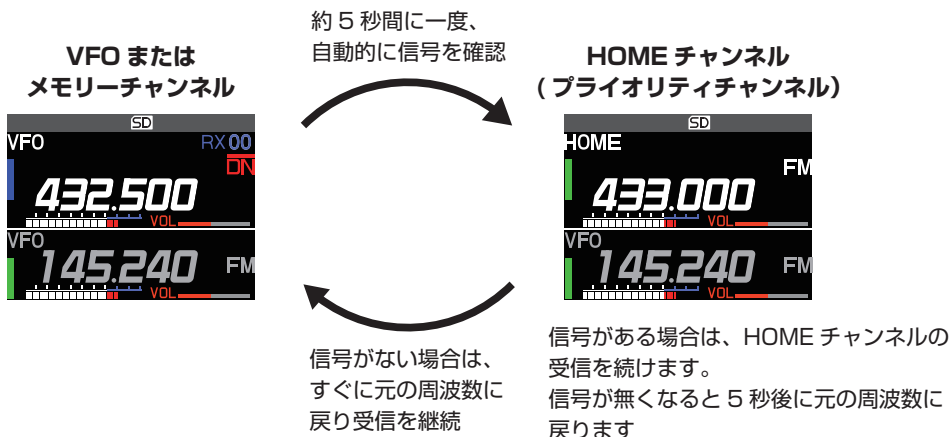 約 5 秒間に一度、
自動的に信号を確認
VFO または
メモリーチャンネル
HOME チャンネル
( プライオリティチャンネル）
SD
VFO RX 00
DN
432.500
VOL
VFO
145.240 FM
VOL
SD
HOME
FM
433.000
VOL
VFO
145.240 FM
VOL
信号がない場合は、
すぐに元の周波数に
戻り受信を継続
信号がある場合は、HOME チャンネルの
受信を続けます。
信号が無くなると 5 秒後に元の周波数に
戻ります